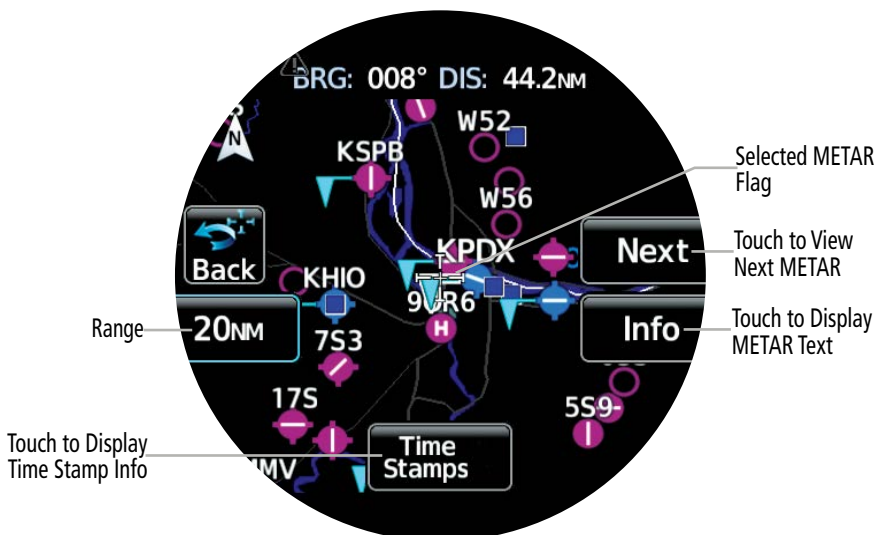 BRG: 008° DIS: 44.2NM
N
W52
KSPB
W56
Selected METAR
Flag
Back
KPDX
Next
Touch to View
Next METAR
KHIO
9OR6
Range
20NM
H
Info
Touch to Display
METAR Text
7S3
17S
5S9
Touch to Display
Time Stamp Info
Time
Stamps
MV